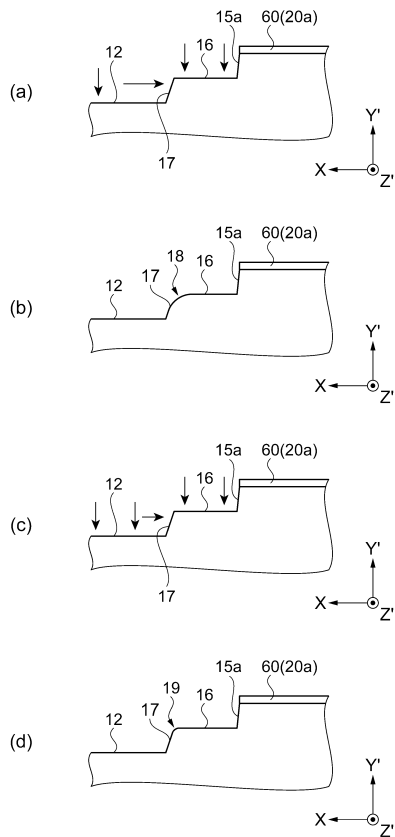 15a 60(20a)
12 16
(a)
17
Y'
X Z'
15a 60(20a)
18
17 16
12
(b)
Y'
X Z'
15a 60(20a)
12 16
(c)
17
Y'
X Z'
15a 60(20a)
19
17 16
12
(d)
Y'
X Z'